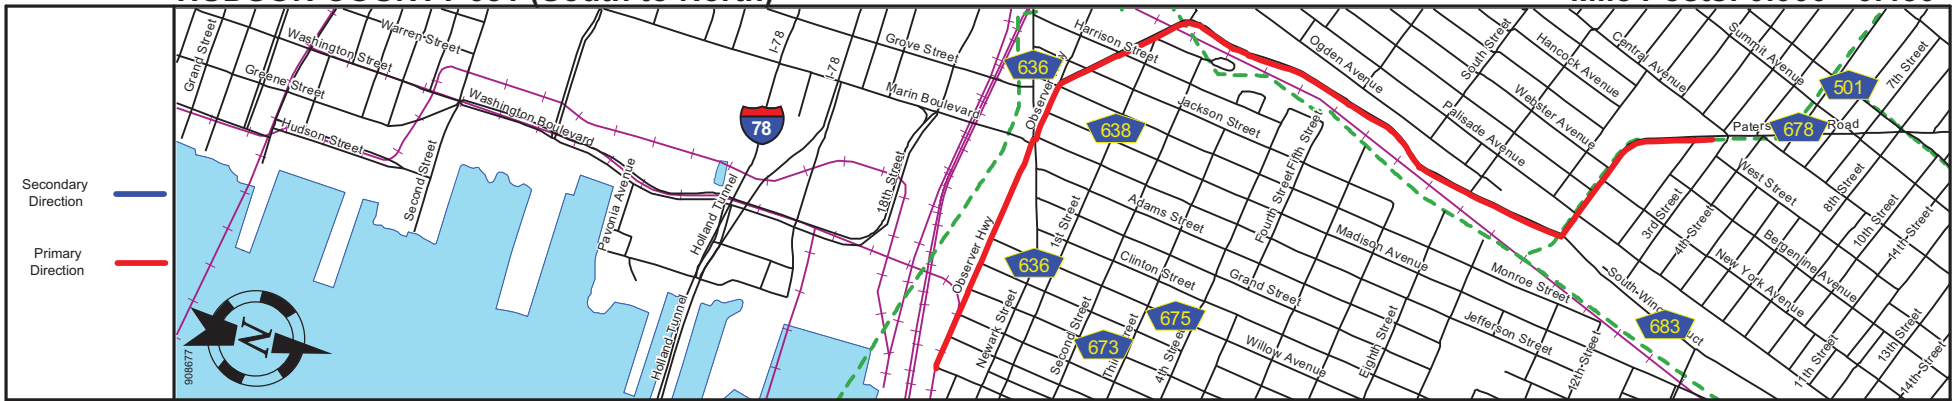 HUDSON COUNTY 681 (South to North)
Secondary
Direction
Primary
Direction
Grand Street
Warren Street
Washington Street
Greene Street
Hudson Street
Second Street
Washington Boulevard
Pavonia Avenue
I-78
I-78
78
Holland Tunnel
Holland Tunnel
Grove Street
Marin Boulevard
18th Street
Observer Hwy
Observer Hwy
636
636
638
Harrison Street
Jackson Street
1st Street
Adams Street
Clinton Street
Grand Street
Newark Street
Second Street
673
675
4th Street
Willow Avenue
Fourth Street
Fifth Street
Madison Avenue
Monroe Street
Jefferson Street
Eighth Street
12th Street
Ogden Avenue
Palisade Avenue
South Street
Webster Avenue
Hancock Avenue
Central Avenue
Summit Avenue
501
7th Street
678
Road
West Street
3rd Street
4th Street
8th Street
10th Street
14th Street
Bergenline Avenue
New York Avenue
683
11th Street
13th Street
14th Street
N
908677